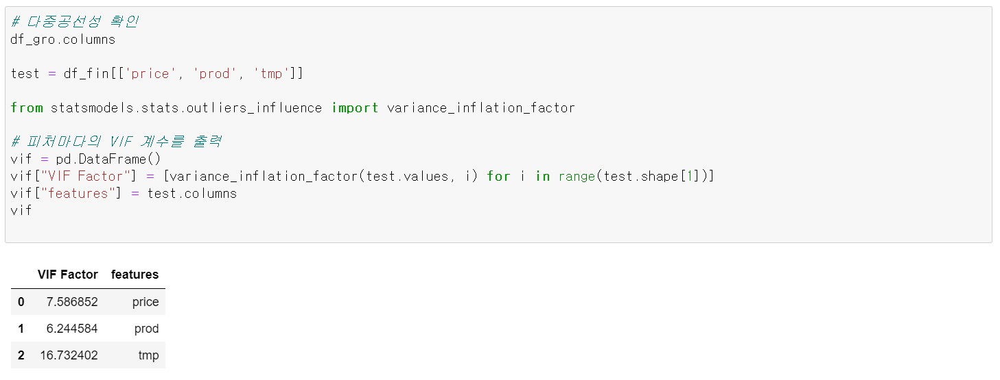 # 다중공선성 확인
df_gro.columns
test = df_fin[['price', 'prod', 'tmp']]
from statsmodels.stats.outliers_influence import variance_inflation_factor
# 피처마다의 VIF 계수를 출력
vif = pd.DataFrame()
vif["VIF Factor"] = [variance_inflation_factor(test.values, i) for i in range(test.shape[1])]
vif["features"] = test.columns
vif
VIF Factor features
0 7.586852 price
1 6.244584 prod
2 16.732402 tmp